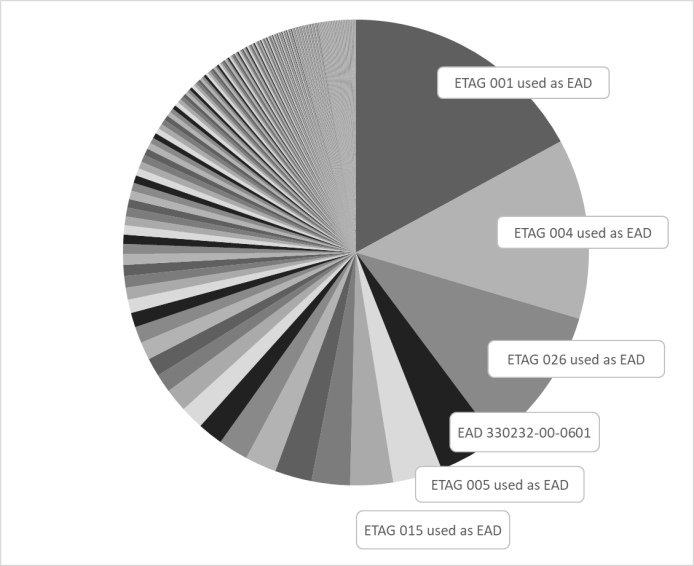 ETAG 001 used as EAD
ETAG 004 used as EAD
ETAG 026 used as EAD
EAD 330232-00-0601
ETAG 005 used as EAD
ETAG 015 used as EAD